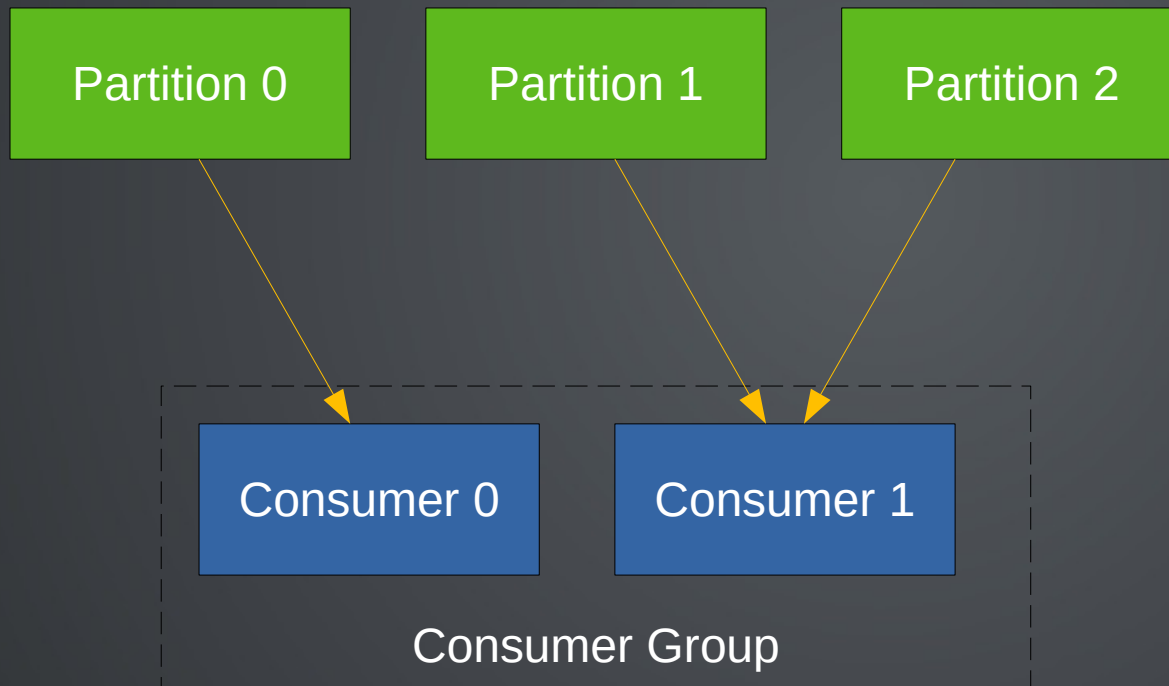 Partition 0
Partition 1
Partition 2
Consumer 0
Consumer 1
Consumer Group